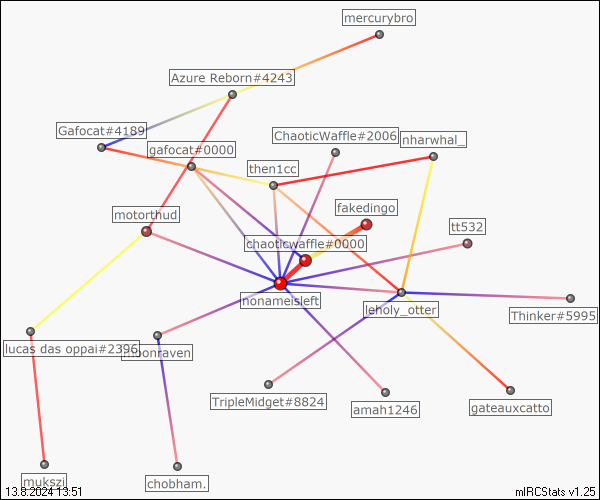 mercurybro
Azure Reborn#4243
Gafocat#4189
ChaoticWaffle#2006
nharwhal_
gafocat#0000
then1cc
fakedingo
motorthud
tt532
chaoticwaffle#0000
nonameisleft
leholy_otter
Thinker#5995
lucas das oppai#2396
TripleMidget#8824
amah1246
gateauxcatto
mukszi
chobham.
13.8.2024 13:51
mIRCStats v1.25